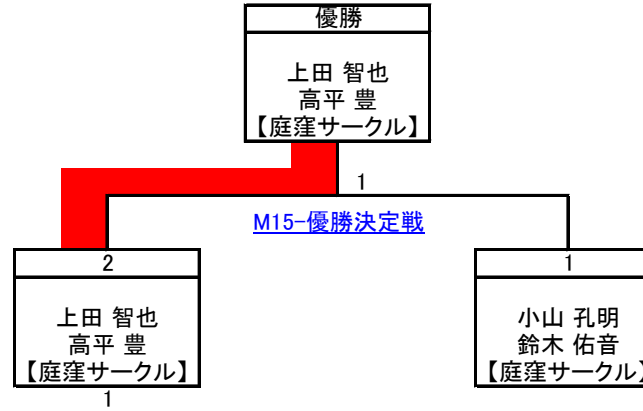 優勝
上田 智也
高平 豊
【庭窪サークル】
1
M15-優勝決定戦
2
上田 智也
高平 豊
【庭窪サークル】
1
1
小山 孔明
鈴木 佑音
【庭窪サークル】